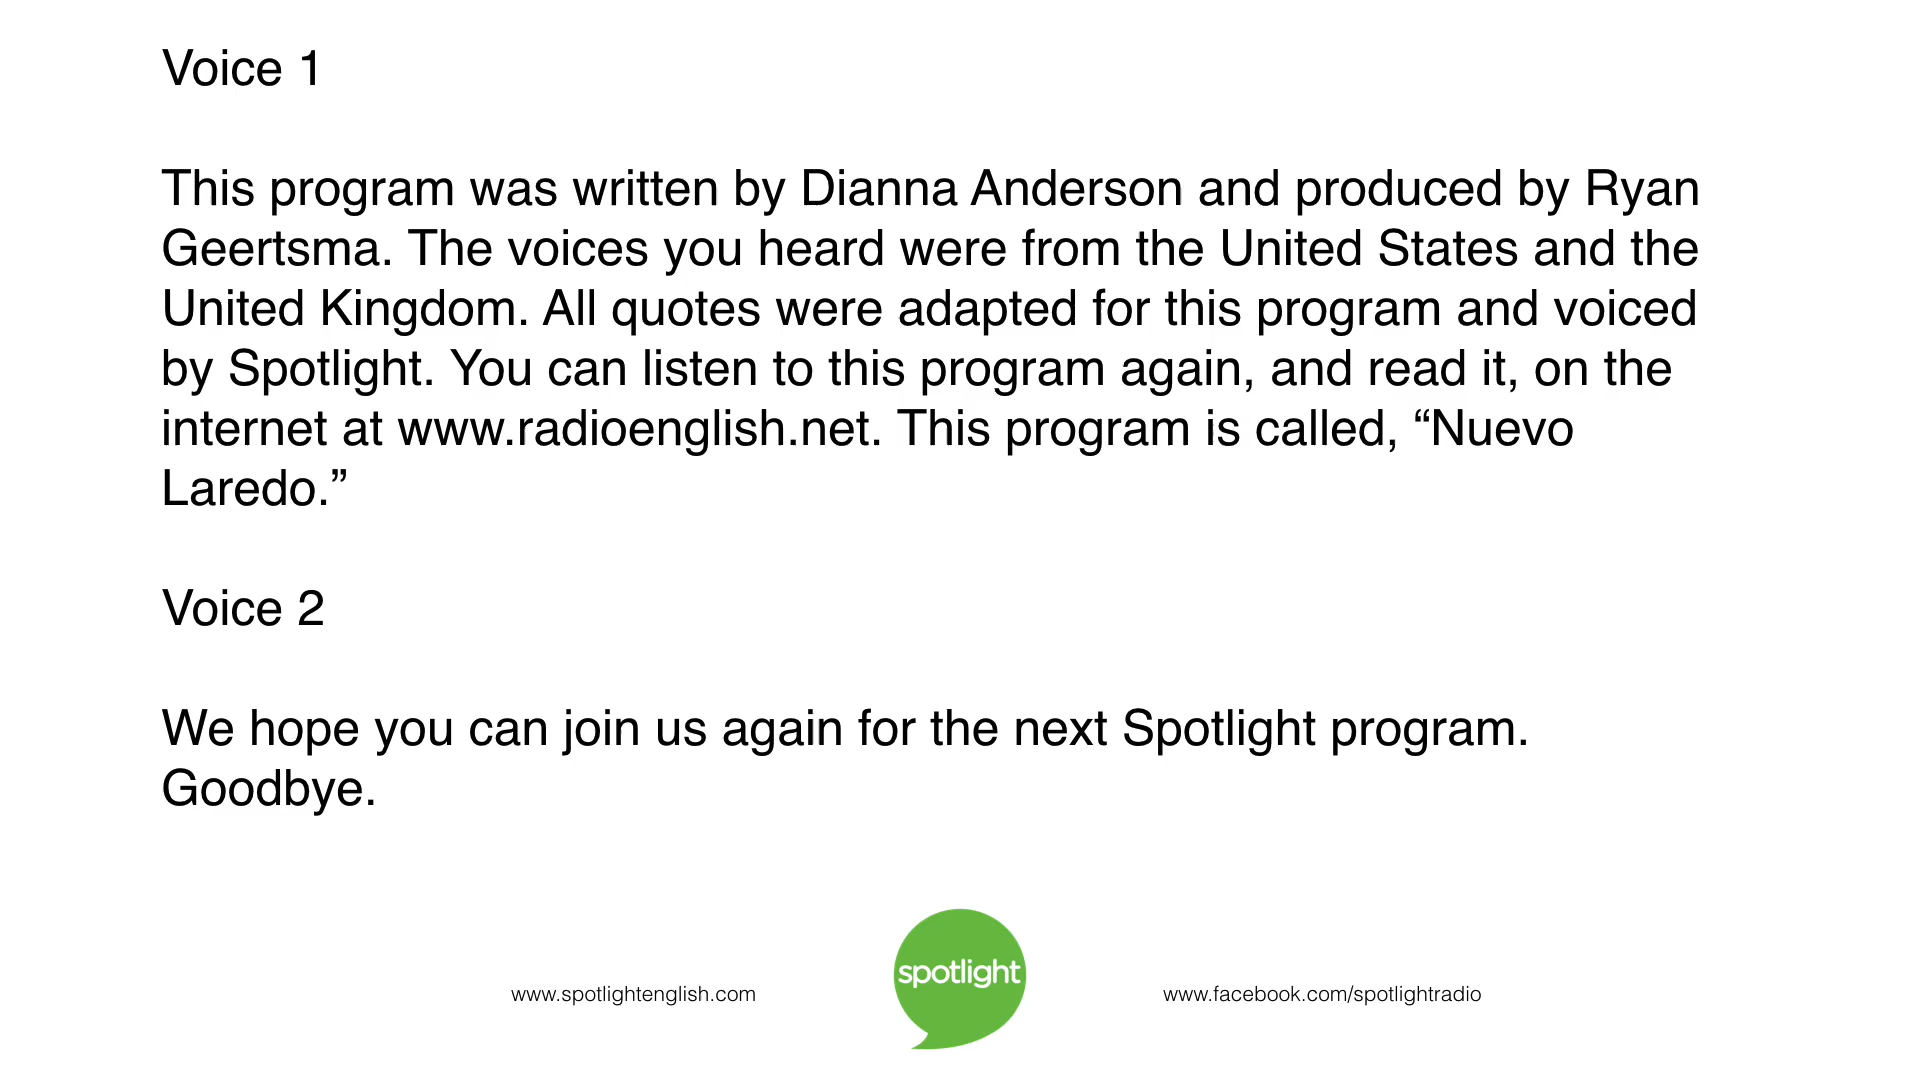 Voice 1
This program was written by Dianna Anderson and produced by Ryan
Geertsma. The voices you heard were from the United States and the
United Kingdom. All quotes were adapted for this program and voiced
by Spotlight. You can listen to this program again, and read it, on the
internet at www.radioenglish.net. This program is called, “Nuevo
Laredo.”
Voice 2
We hope you can join us again for the next Spotlight program.
Goodbye.
www.spotlightenglish.com
spotlight
www.facebook.com/spotlightradio